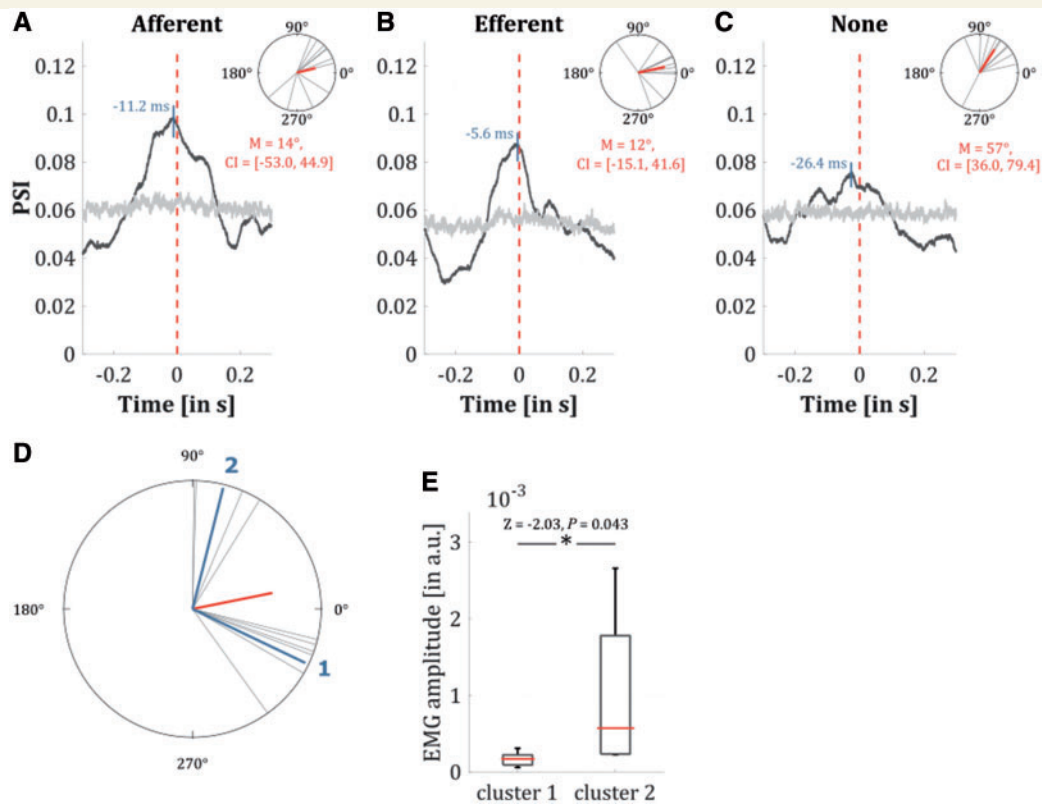 A
Afferent
90°
180°
0°
270°
0.12
0.1
0.08
0.06
0.04
0.02
0
PSI
-11.2 ms
M = 14°,
CI = [-53.0, 44.9]
-0.2
0
0.2
Time [in s]
B
Efferent
90°
180°
0°
270°
0.12
0.1
0.08
0.06
0.04
0.02
0
-5.6 ms
M = 12°,
CI = [-15.1, 41.6]
-0.2
0
0.2
Time [in s]
C
None
90°
180°
0°
270°
0.12
0.1
0.08
0.06
0.04
0.02
0
-26.4 ms
M = 57°,
CI = [36.0, 79.4]
-0.2
0
0.2
Time [in s]
D
90°
2
180°
0°
1
270°
E
10⁻³
Z = -2.03, P = 0.043
*
3
2
1
0
EMG amplitude [in a.u.]
cluster 1
cluster 2